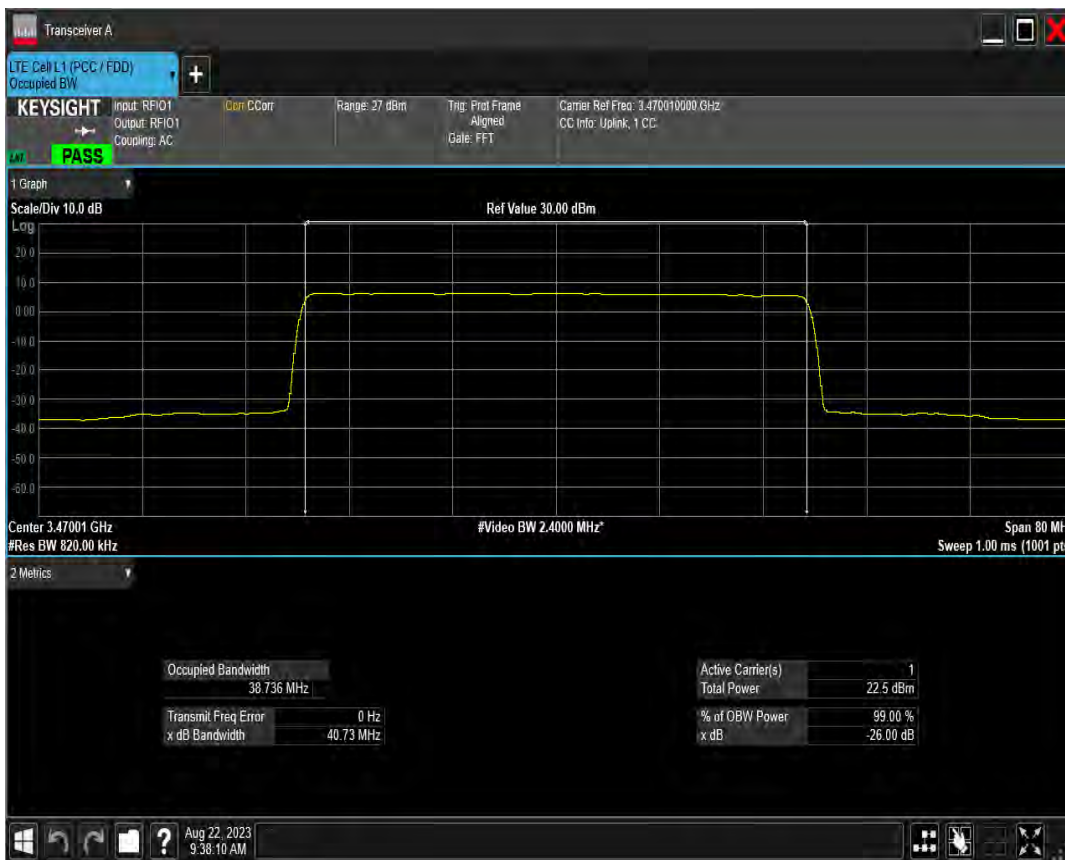 Transceiver A
LTE Cell L1 (PCC / FDD)
Occupied BW
+
KEYSIGHT
Input: RFIO1
Output: RFIO1
Coupling: AC
Corr CCorr
Range: 27 dBm
Trig: Prot Frame
Aligned
Gate: FFT
Carrier Ref Freq: 3.470010000 GHz
CC Info: Uplink, 1 CC
PASS
1 Graph
Scale/Div 10.0 dB
Ref Value 30.00 dBm
Log
20.0
10.0
0.00
-10.0
-20.0
-30.0
-40.0
-50.0
-60.0
Center 3.47001 GHz
#Video BW 2.4000 MHz*
Span 80 MH
#Res BW 820.00 kHz
Sweep 1.00 ms (1001 pt
2 Metrics
Occupied Bandwidth
38.736 MHz
Transmit Freq Error 0 Hz
x dB Bandwidth 40.73 MHz
Active Carrier(s) 1
Total Power 22.5 dBm
% of OBW Power 99.00 %
x dB -26.00 dB
?
Aug 22, 2023
9:38:10 AM